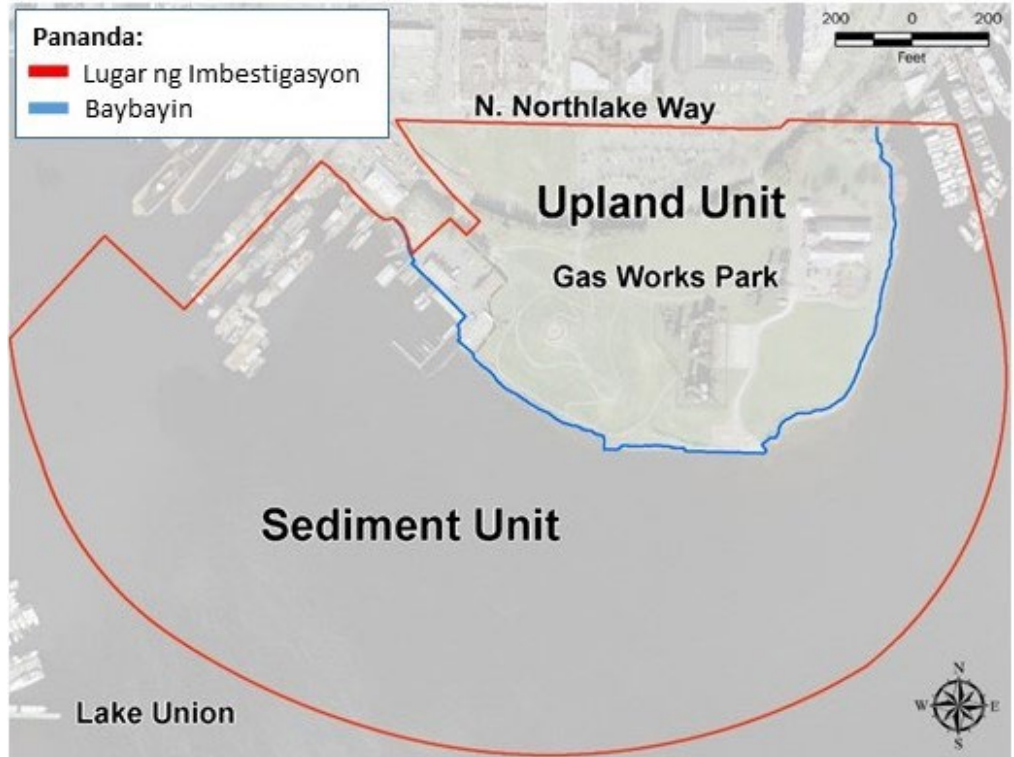 Pananda:
Lugar ng Imbestigasyon
Baybayin
200 0 200
Feet
N. Northlake Way
Upland Unit
Gas Works Park
Sediment Unit
Lake Union
N
W E
S